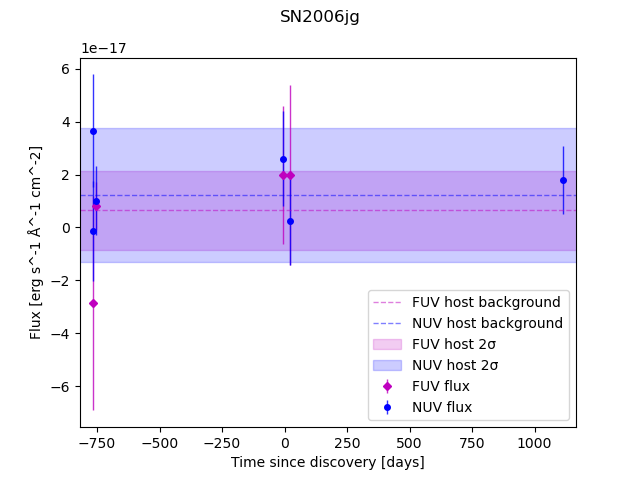 SN2006jg
1e−17
6
4
2
0
−2
−4
−6
Flux [erg s^-1 Å^-1 cm^-2]
FUV host background
NUV host background
FUV host 2σ
NUV host 2σ
FUV flux
NUV flux
−750 −500 −250 0 250 500 750 1000
Time since discovery [days]